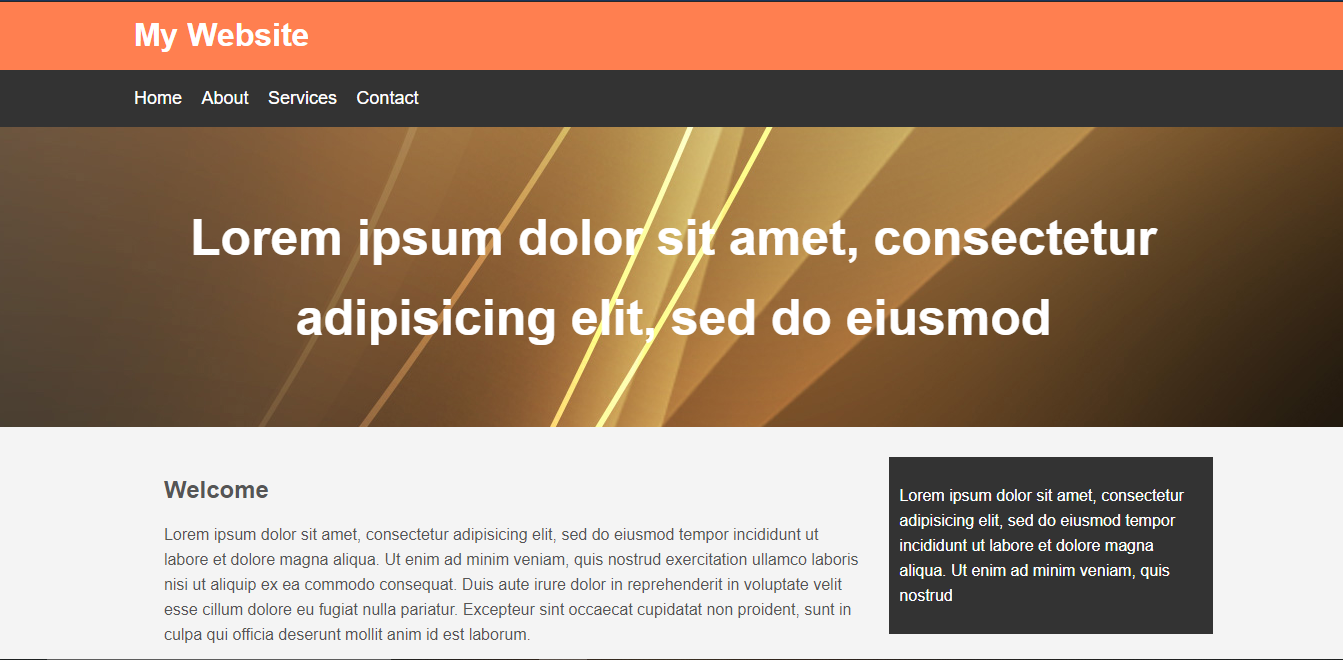 My Website
Home About Services Contact
Lorem ipsum dolor sit amet, consectetur
adipisicing elit, sed do eiusmod
Welcome
Lorem ipsum dolor sit amet, consectetur adipisicing elit, sed do eiusmod tempor incididunt ut
labore et dolore magna aliqua. Ut enim ad minim veniam, quis nostrud exercitation ullamco laboris
nisi ut aliquip ex ea commodo consequat. Duis aute irure dolor in reprehenderit in voluptate velit
esse cillum dolore eu fugiat nulla pariatur. Excepteur sint occaecat cupidatat non proident, sunt in
culpa qui officia deserunt mollit anim id est laborum.
Lorem ipsum dolor sit amet, consectetur
adipisicing elit, sed do eiusmod tempor
incididunt ut labore et dolore magna
aliqua. Ut enim ad minim veniam, quis
nostrud